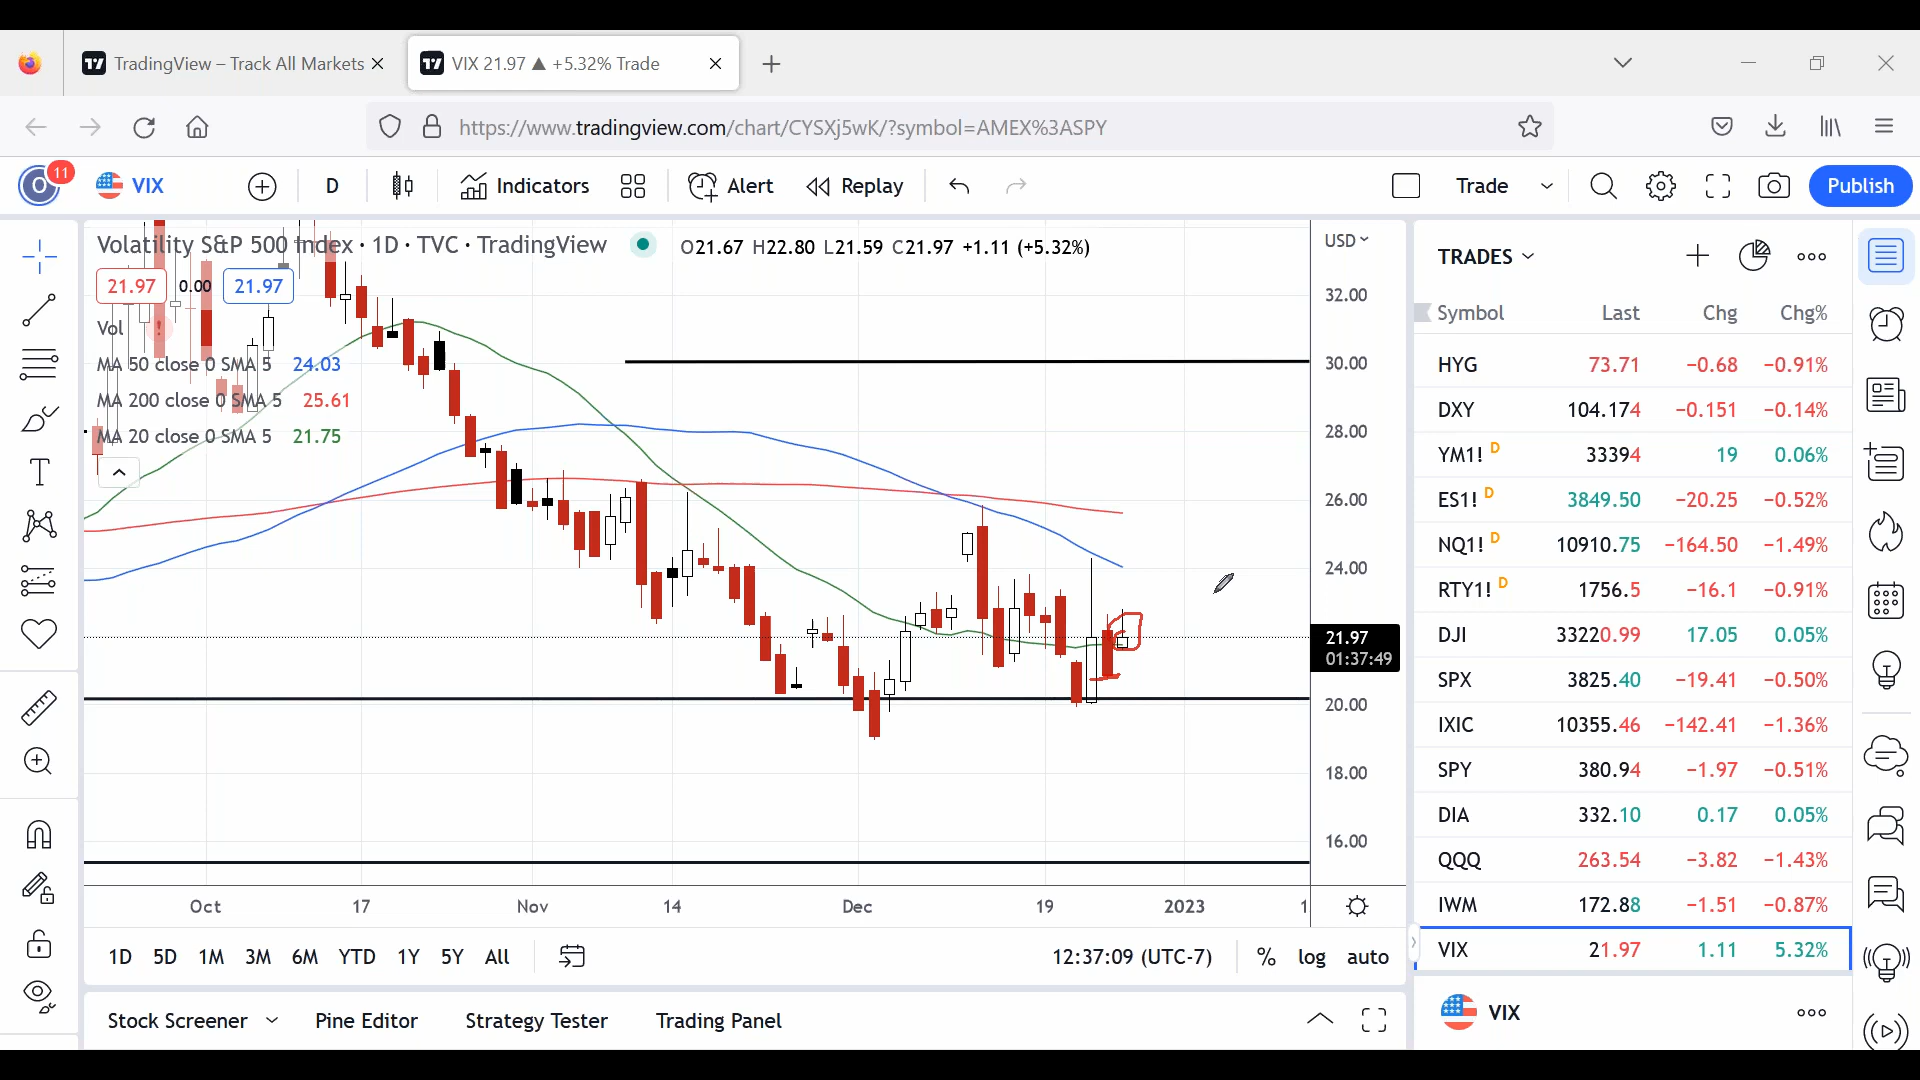 TradingView – Track All Markets
VIX 21.97 ▲ +5.32% Trade
https://www.tradingview.com/chart/CYSXj5wK/?symbol=AMEX%3ASPY
O 11 VIX D Indicators Alert Replay Trade Publish
Volatility S&P 500 Index · 1D · TVC · TradingView O21.67 H22.80 L21.59 C21.97 +1.11 (+5.32%)
21.97 0.00 21.97
Vol !
MA 50 close 0 SMA 5 24.03
MA 200 close 0 SMA 5 25.61
MA 20 close 0 SMA 5 21.75
USD
32.00
30.00
28.00
26.00
24.00
21.97
01:37:49
20.00
18.00
16.00
Oct 17 Nov 14 Dec 19 2023 1
1D 5D 1M 3M 6M YTD 1Y 5Y All 12:37:09 (UTC-7) % log auto
Stock Screener Pine Editor Strategy Tester Trading Panel
TRADES
Symbol Last Chg Chg%
HYG 73.71 −0.68 −0.91%
DXY 104.174 −0.151 −0.14%
YM1! D 33394 19 0.06%
ES1! D 3849.50 −20.25 −0.52%
NQ1! D 10910.75 −164.50 −1.49%
RTY1! D 1756.5 −16.1 −0.91%
DJI 33220.99 17.05 0.05%
SPX 3825.40 −19.41 −0.50%
IXIC 10355.46 −142.41 −1.36%
SPY 380.94 −1.97 −0.51%
DIA 332.10 0.17 0.05%
QQQ 263.54 −3.82 −1.43%
IWM 172.88 −1.51 −0.87%
VIX 21.97 1.11 5.32%
VIX